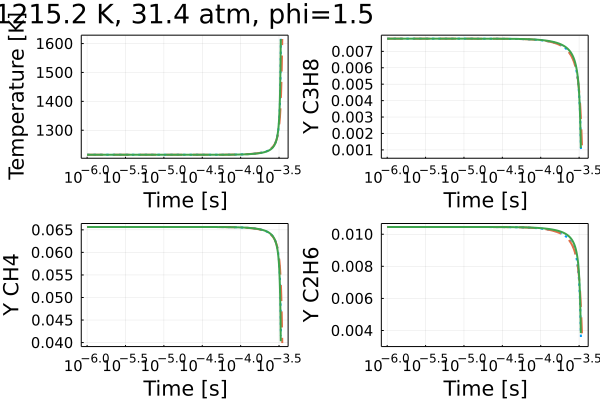 1215.2 K, 31.4 atm, phi=1.5
Temperature [K]
1600
1500
1400
1300
10^−6.0 10^−5.5 10^−5.0 10^−4.5 10^−4.0 10^−3.5
Time [s]
Y C3H8
0.007
0.006
0.005
0.004
0.003
0.002
0.001
10^−6.0 10^−5.5 10^−5.0 10^−4.5 10^−4.0 10^−3.5
Time [s]
Y CH4
0.065
0.060
0.055
0.050
0.045
0.040
10^−6.0 10^−5.5 10^−5.0 10^−4.5 10^−4.0 10^−3.5
Time [s]
Y C2H6
0.010
0.008
0.006
0.004
10^−6.0 10^−5.5 10^−5.0 10^−4.5 10^−4.0 10^−3.5
Time [s]